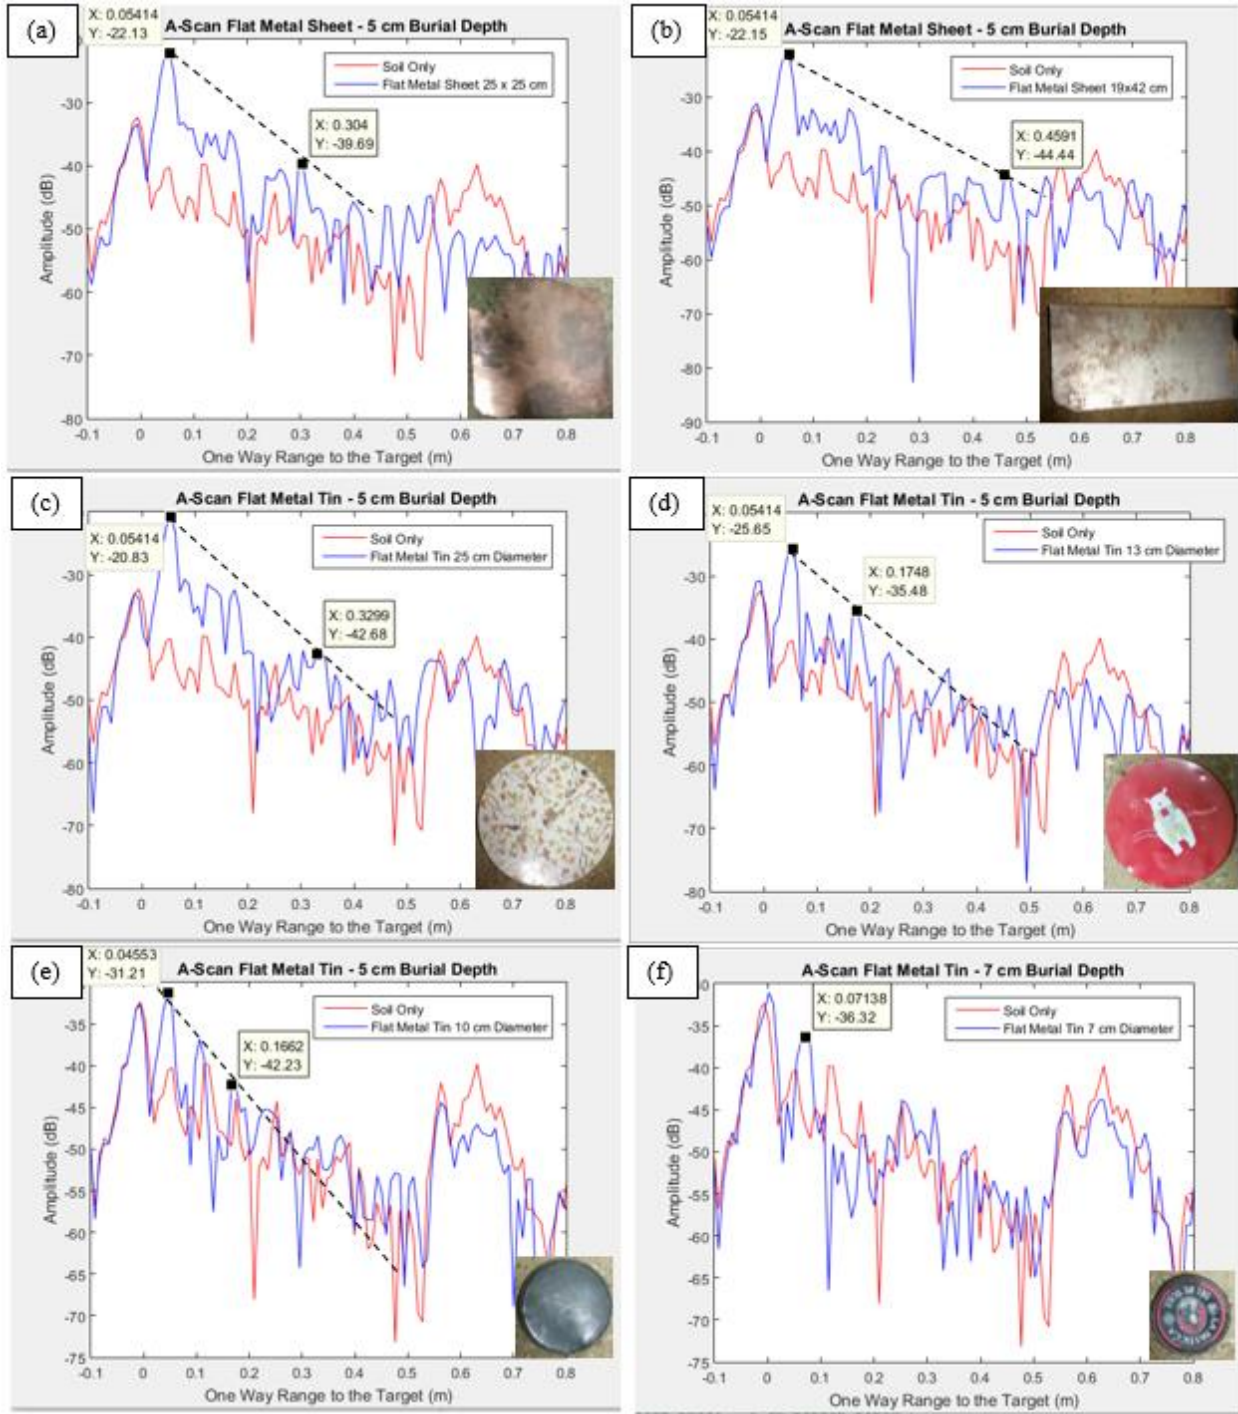 (a)
X: 0.05414
Y: -22.13
A-Scan Flat Metal Sheet - 5 cm Burial Depth
Soil Only
Flat Metal Sheet 25 x 25 cm
X: 0.304
Y: -39.69
Amplitude (dB)
-30
-40
-50
-60
-70
-80
-0.1 0 0.1 0.2 0.3 0.4 0.5 0.6 0.7 0.8
One Way Range to the Target (m)
(b)
X: 0.05414
Y: -22.15
A-Scan Flat Metal Sheet - 5 cm Burial Depth
Soil Only
Flat Metal Sheet 19x42 cm
X: 0.4591
Y: -44.44
Amplitude (dB)
-30
-40
-50
-60
-70
-80
-90
-0.1 0 0.1 0.2 0.3 0.4 0.5 0.6 0.7 0.8
One Way Range to the Target (m)
(c)
A-Scan Flat Metal Tin - 5 cm Burial Depth
X: 0.05414
Y: -20.83
Soil Only
Flat Metal Tin 25 cm Diameter
X: 0.3299
Y: -42.68
Amplitude (dB)
-30
-40
-50
-60
-70
-80
-0.1 0 0.1 0.2 0.3 0.4 0.5 0.6 0.7 0.8
One Way Range to the Target (m)
(d)
A-Scan Flat Metal Tin - 5 cm Burial Depth
X: 0.05414
Y: -25.65
Soil Only
Flat Metal Tin 13 cm Diameter
X: 0.1748
Y: -35.48
Amplitude (dB)
-30
-40
-50
-60
-70
-80
-0.1 0 0.1 0.2 0.3 0.4 0.5 0.6 0.7 0.8
One Way Range to the Target (m)
(e)
X: 0.04553
Y: -31.21
A-Scan Flat Metal Tin - 5 cm Burial Depth
Soil Only
Flat Metal Tin 10 cm Diameter
X: 0.1662
Y: -42.23
Amplitude (dB)
-35
-40
-45
-50
-55
-60
-65
-70
-75
-0.1 0 0.1 0.2 0.3 0.4 0.5 0.6 0.7 0.8
One Way Range to the Target (m)
(f)
A-Scan Flat Metal Tin - 7 cm Burial Depth
X: 0.07138
Y: -36.32
Soil Only
Flat Metal Tin 7 cm Diameter
Amplitude (dB)
-30
-35
-40
-45
-50
-55
-60
-65
-70
-75
-0.1 0 0.1 0.2 0.3 0.4 0.5 0.6 0.7 0.8
One Way Range to the Target (m)